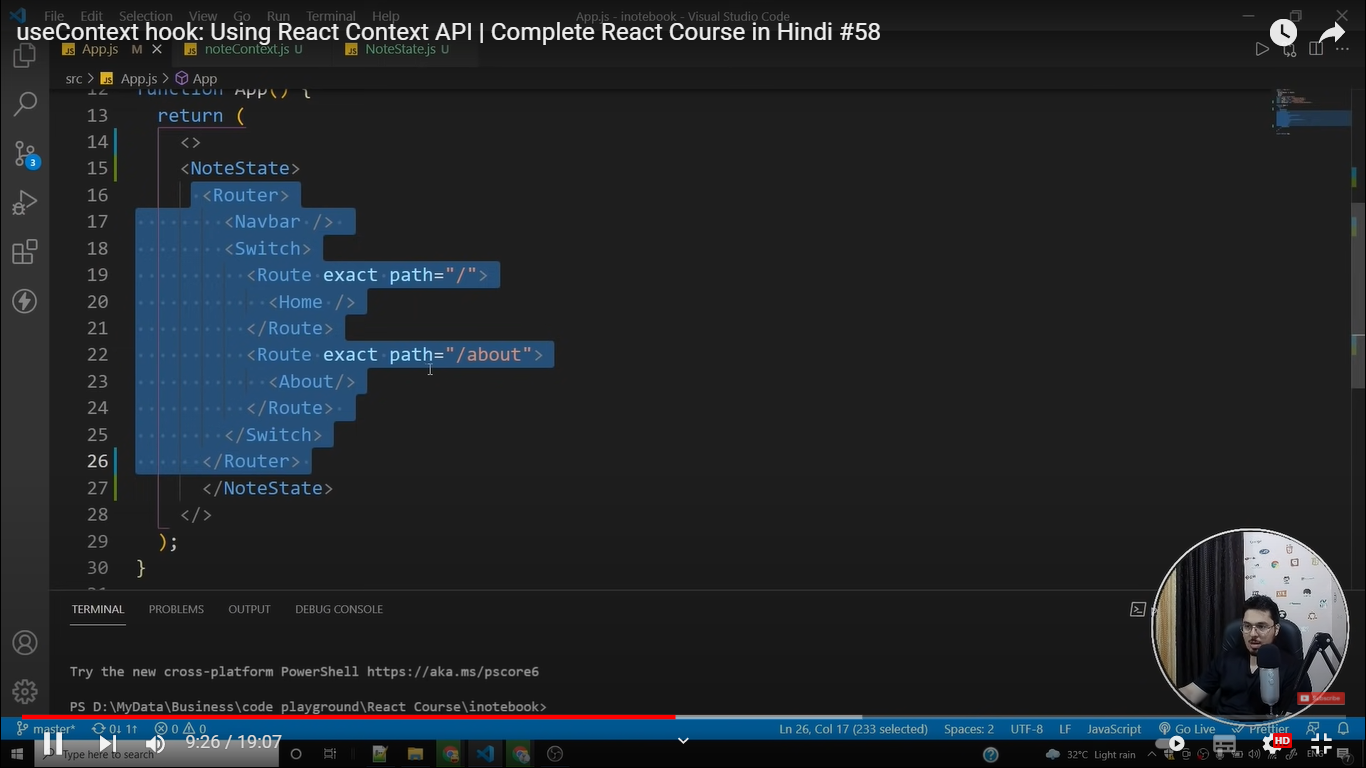 File Edit Selection View Go Run Terminal Help App.js - inotebook - Visual Studio Code
useContext hook: Using React Context API | Complete React Course in Hindi #58
App.js M noteContext.js U NoteState.js U
src > App.js > App
12 function App() {
13 return (
14 <>
15 <NoteState>
16 <Router>
17 <Navbar />
18 <Switch>
19 <Route exact path="/">
20 <Home />
21 </Route>
22 <Route exact path="/about">
23 <About/>
24 </Route>
25 </Switch>
26 </Router>
27 </NoteState>
28 </>
29 );
30 }
3
TERMINAL PROBLEMS OUTPUT DEBUG CONSOLE
Try the new cross-platform PowerShell https://aka.ms/pscore6
PS D:\MyData\Business\code playground\React Course\inotebook>
Subscribe
master* 0↓ 1↑ 0 0 Ln 26, Col 17 (233 selected) Spaces: 2 UTF-8 LF JavaScript Go Live Prettier
9:26 / 19:07 HD
Type here to search 32°C Light rain ENG